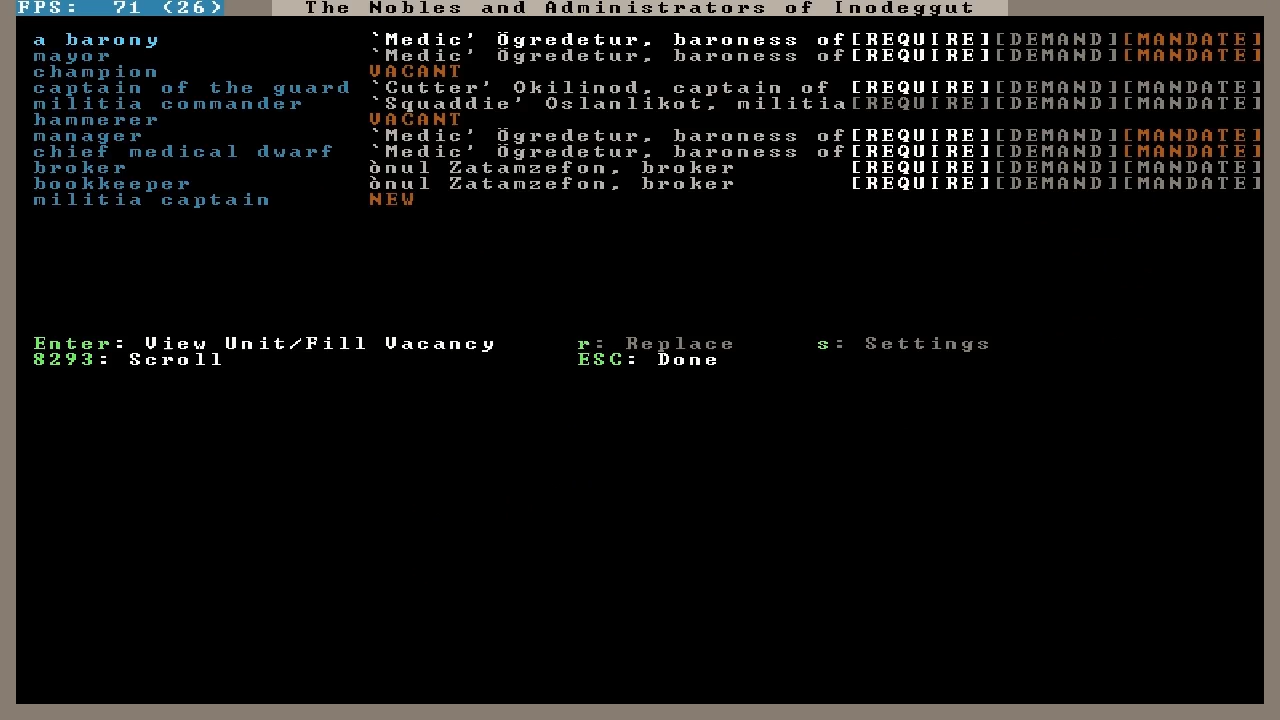 FPS: 71 (26) The Nobles and Administrators of Inodeggut
a barony `Medic' Ögredetur, baroness of[REQUIRE][DEMAND][MANDATE]
mayor `Medic' Ögredetur, baroness of[REQUIRE][DEMAND][MANDATE]
champion VACANT
captain of the guard `Cutter' Okilinod, captain of [REQUIRE][DEMAND][MANDATE]
militia commander `Squaddie' Oslanlikot, militia[REQUIRE][DEMAND][MANDATE]
hammerer VACANT
manager `Medic' Ögredetur, baroness of[REQUIRE][DEMAND][MANDATE]
chief medical dwarf `Medic' Ögredetur, baroness of[REQUIRE][DEMAND][MANDATE]
broker ònul Zatamzefon, broker [REQUIRE][DEMAND][MANDATE]
bookkeeper ònul Zatamzefon, broker [REQUIRE][DEMAND][MANDATE]
militia captain NEW
Enter: View Unit/Fill Vacancy r: Replace s: Settings
8293: Scroll ESC: Done